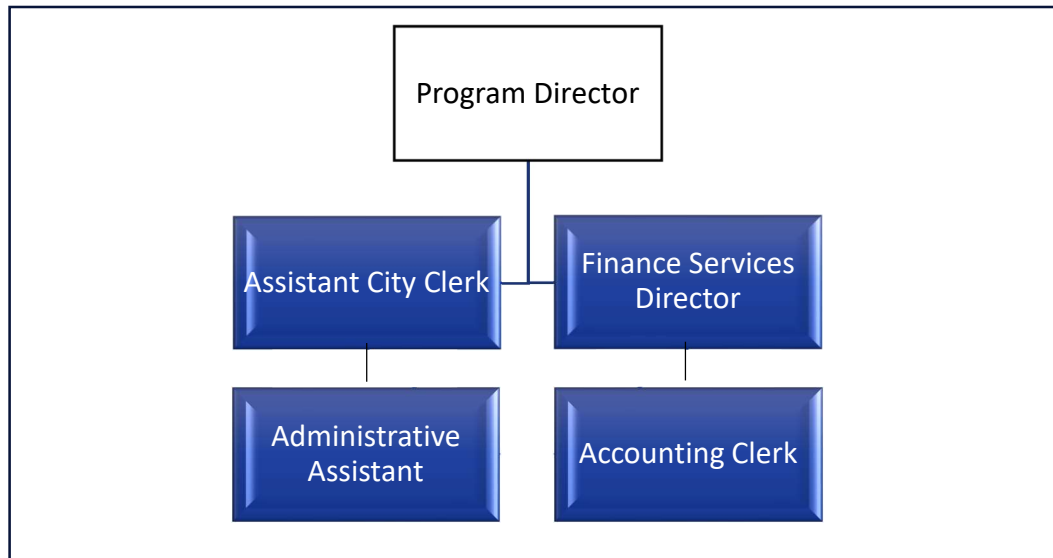 Program Director
Assistant City Clerk
Finance Services
Director
Administrative
Assistant
Accounting Clerk